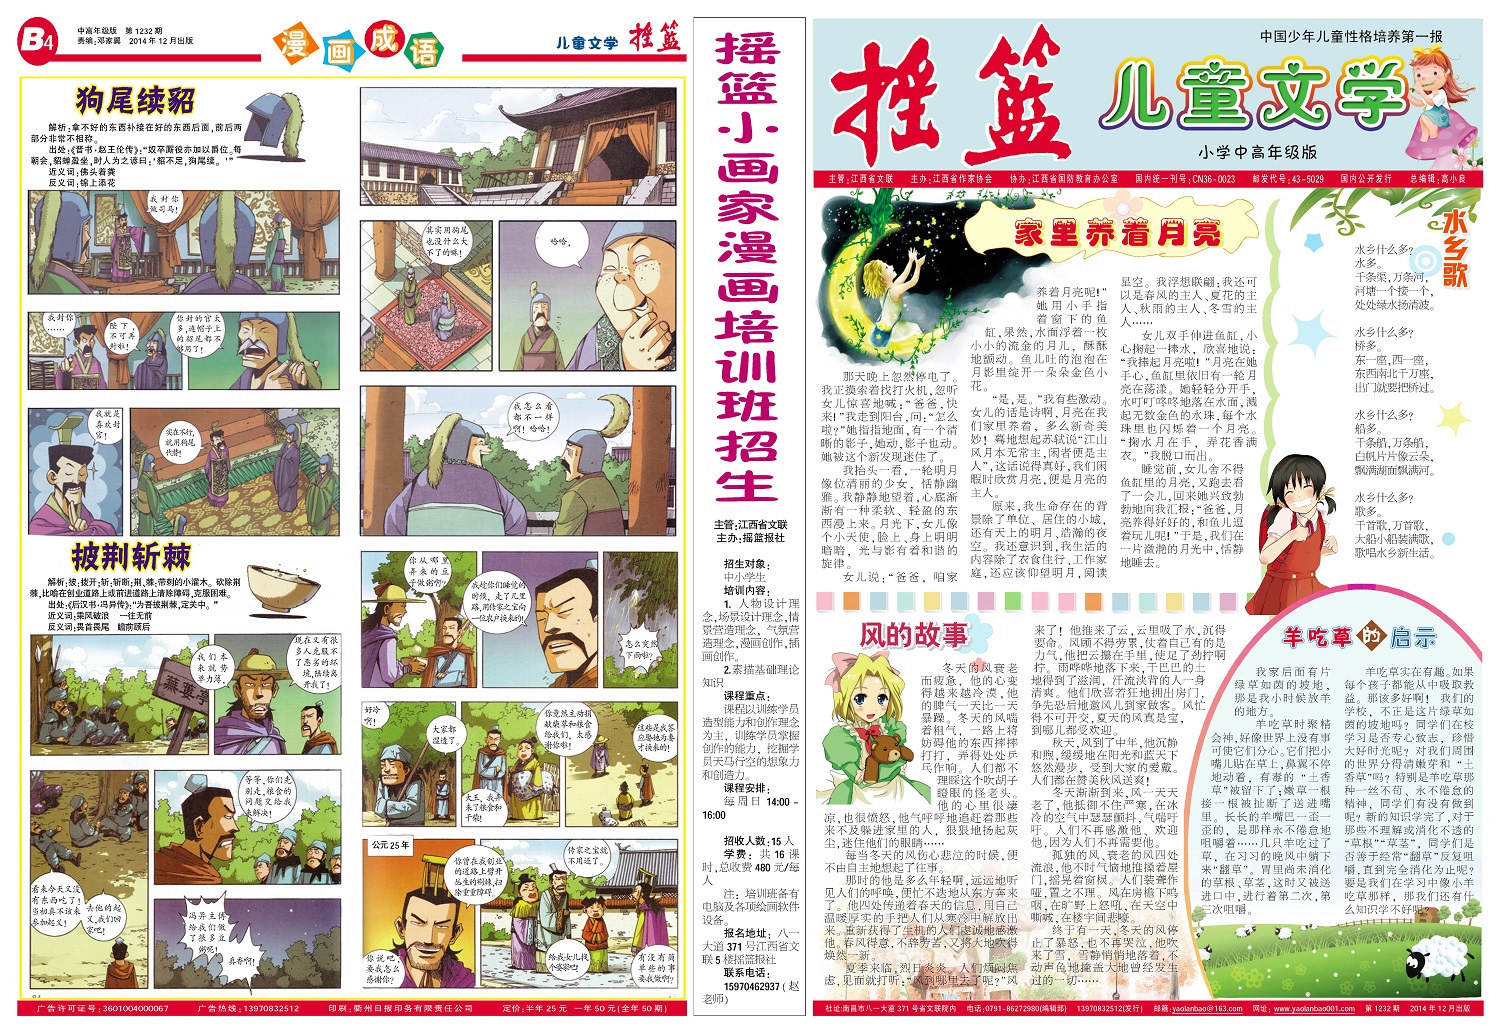 B4
中高年级版 第1232期
责编:邓家翼 2014年12月出版
漫画成语
儿童文学 摇篮
狗尾续貂
解析:拿不好的东西补接在好的东西后面,前后两
部分非常不相称。
出处:《晋书·赵王伦传》:“奴卒厮役亦加以爵位。每
朝会,貂蝉盈坐,时人为之谚曰:‘貂不足,狗尾续。’”
近义词:佛头着粪
反义词:锦上添花
我封你
做司马!
我封你
……
陛下,
不可再
封啦!
你封的官太
多,连帽子上
的貂尾都不
够用了!
我就是
喜欢封
官!
实在不行,
就用狗尾
代替!
其实用狗尾
也没什么大
不了的嘛!
哈哈,
我怎么看
都不一样
啊!哈哈!
披荆斩棘
解析:披:拨开;斩:斩断;荆、棘:带刺的小灌木。砍除荆
棘,比喻在创业道路上或前进道路上清除障碍,克服困难。
出处:《后汉书·冯异传》:“为吾披荆棘,定关中。”
近义词:乘风破浪 一往无前
反义词:畏首畏尾 瞻前顾后
我们本
来就势
单力薄,
现在又有很
多人克服不
了恶劣的环
境,陆续离
开我了!
芜蒌亭
等等,你们先
别走,粮食的
问题交给我
来解决!
看来今天又没
有东西吃了!
当初真不该来
参加起义!
去他的起
义,我们回
家吧!
冯异主傅
给我们做
了很多豆
粥呢!
真香啊!
你从哪里
弄来的豆
子做粥啊?
我趁你们睡觉的
时候,走了几里
路,用传家之宝向
一位农户换来的!
怎么突然
下雨啦?
好冷
啊!
大家都
湿透了。
大王,我弄
来了粮食和
干柴!
你竟然主动捐
献柴草和粮食
给我们,太感
谢你啦!
这些是我答
应娶她为妻
才换来的!
公元25年
你曾在我创业
的道路上劈开
丛生的荆棘,扫
除重重障碍。
你说吧,
要我怎么
感谢你?
传家之宝就
不用还了。
给我女儿找
个婆家吧!
有没有简
单些的事
要我做啊?
广告许可证号:3601004000067 广告热线:13970832512 印刷:衢州日报印务有限责任公司 定价:半年25元 一年50元(全年50期)
摇篮小画家漫画培训班招生
主管:江西省文联
主办:摇篮报社
招生对象:
中小学生
培训内容:
1. 人物设计理
念,场景设计理念,情
景营造理念,气氛营
造理念,漫画创作,插
画创作。
2.素描基础理论
知识
课程重点:
课程以训练学员
造型能力和创作理念
为主,训练学员掌握
创作的能力,挖掘学
员天马行空的想象力
和创造力。
课程安排:
每周日 14:00－
16:00
招收人数:15人
学费:共16课
时,总收费480元/每
人
注:培训班备有
电脑及各项绘画软件
设备。
报名地址:八一
大道371号江西省文
联5楼摇篮报社
联系电话:
15970462937(赵
老师)
摇篮
中国少年儿童性格培养第一报
儿童文学
小学中高年级版
主管:江西省文联 主办:江西省作家协会 协办:江西省国防教育办公室 国内统一刊号:CN36-0023 邮发代号:43-5029 国内公开发行 总编辑:高小良
家里养着月亮
那天晚上忽然停电了。
我正摸索着找打火机,忽听
女儿惊喜地喊:“爸爸,快
来!”我走到阳台,问:“怎么
啦?”她指指地面,有一个清
晰的影子,她动,影子也动。
她被这个新发现迷住了。
我抬头一看,一轮明月
像位清丽的少女,恬静幽
雅。我静静地望着,心底渐
渐有一种柔软、轻盈的东
西漫上来。月光下,女儿像
个小天使,脸上、身上明明
暗暗,光与影有着和谐的
旋律。
女儿说:“爸爸,咱家
养着月亮呢!”
她用小手指
着窗下的鱼
缸,果然,水面浮着一枚
小小的流金的月儿,酥酥
地颤动。鱼儿吐的泡泡在
月影里绽开一朵朵金色小
花。
“是,是。”我有些激动。
女儿的话是诗啊,月亮在我
们家里养着,多么新奇美
妙!蓦地想起苏轼说“江山
风月本无常主,闲者便是主
人”,这话说得真好,我们闲
暇时欣赏月亮,便是月亮的
主人。
原来,我生命存在的背
景除了单位、居住的小城,
还有天上的明月、浩瀚的夜
空。我还意识到,我生活的
内容除了衣食住行、工作家
庭,还应该仰望明月,阅读
星空。我浮想联翩:我还可
以是春风的主人、夏花的主
人、秋雨的主人、冬雪的主
人……
女儿双手伸进鱼缸,小
心掬起一捧水,欣喜地说:
“我捧起月亮啦!”月亮在她
手心,鱼缸里依旧有一轮月
亮在荡漾。她轻轻分开手,
水叮叮咚咚地落在水面,溅
起无数金色的水珠,每个水
珠里也闪烁着一个月亮。
“掬水月在手,弄花香满
衣。”我脱口而出。
睡觉前,女儿舍不得
鱼缸里的月亮,又跑去看
了一会儿,回来她兴致勃
勃地向我汇报:“爸爸,月
亮养得好好的,和鱼儿逗
着玩儿呢!”于是,我们在
一片潋滟的月光中,恬静
地睡去。
水乡歌
水乡什么多?
水多。
千条渠,万条河,
河塘一个接一个,
处处绿水扬清波。
水乡什么多?
桥多。
东一座,西一座,
东西南北千万座,
出门就要把桥过。
水乡什么多?
船多。
千条船,万条船,
白帆片片像云朵,
飘满湖面飘满河。
水乡什么多?
歌多。
千首歌,万首歌,
大船小船装满歌,
歌唱水乡新生活。
风的故事
冬天的风衰老
而疲惫,他的心变
得越来越冷漠,他
的脾气一天比一天
暴躁。冬天的风喘
着粗气,一路上将
妨碍他的东西摔摔
打打,弄得处处乒
乓作响。人们都不
理睬这个吹胡子
瞪眼的怪老头。
他的心里很凄
凉,也很愤怒,他气呼呼地追赶着那些
来不及躲进家里的人,狠狠地扬起灰
尘,迷住他们的眼睛……
每当冬天的风伤心悲泣的时候,便
不由自主地想起了往事。
那时的他是多么年轻啊,远远地听
见人们的呼唤,便忙不迭地从东方奔来
了。他四处传递着春天的信息,用自己
温暖厚实的手把人们从寒冷中解放出
来。重新获得了生机的人们虔诚地感激
他。春风得意,不辞劳苦,又将大地吹得
焕然一新。
夏季来临,烈日炎炎。人们烦闷焦
虑,见面就打听:“风到哪里去了呢?”风
来了!他推来了云,云里吸了水,沉得
要命。风顾不得劳累,仗着自己有的是
力气,他把云攥在手里,使足了劲拧啊
拧。雨哗哗地落下来,干巴巴的土
地得到了滋润,汗流浃背的人一身
清爽。他们欣喜若狂地拥出房门,
争先恐后地邀风儿到家做客。风忙
得不可开交,夏天的风真是宝,
到哪儿都受欢迎。
秋天,风到了中年,他沉静
和煦,缓缓地在阳光和蓝天下
悠然漫步,受到大家的爱戴。
人们都在赞美秋风送爽!
冬天渐渐到来,风一天天
老了,他抵御不住严寒,在冰
冷的空气中瑟瑟颤抖,气喘吁
吁。人们不再感激他、欢迎
他,因为人们不再需要他。
孤独的风、衰老的风四处
流浪,他不时气恼地推搡着屋
门,摇晃着窗棂。人们装聋作
哑,置之不理。风在房檐下呜
咽,在旷野上怒吼,在天空中
嘶喊,在楼宇间悲嚎。
终于有一天,冬天的风停
止了暴怒,也不再哭泣,他吹
来了雪,雪静悄悄地落着,不
动声色地掩盖大地曾经发生
过的一切……
羊吃草的启示
我家后面有片
绿草如茵的坡地,
那是我小时候放羊
的地方。
羊吃草时聚精
会神,好像世界上没有事
可使它们分心。它们把小
嘴儿贴在草上,鼻翼不停
地动着,有毒的“土香
草”被留下了;嫩草一根
接一根被扯断了送进嘴
里。长长的羊嘴巴一歪一
歪的,是那样永不倦怠地
咀嚼着……几只羊吃过了
草,在习习的晚风中躺下
来“翻草”。胃里尚未消化
的草根、草茎,这时又被送
进口中,进行着第二次,第
三次咀嚼。
羊吃草实在有趣。如果
每个孩子都能从中吸取教
益。那该多好啊!我们的
学校,不正是这片绿草如
茵的坡地吗?同学们在校
学习是否专心致志,珍惜
大好时光呢?对我们周围
的世界分得清嫩芽和“土
香草”吗?特别是羊吃草那
种一丝不苟、永不倦怠的
精神,同学们有没有做到
呢?新的知识学完了,对于
那些不理解或消化不透的
“草根”“草茎”,同学们是
否善于经常“翻草”反复咀
嚼,直到完全消化为止呢?
要是我们在学习中像小羊
吃草那样,那我们还有什
么知识学不好呢?
社址:南昌市八一大道371号省文联院内 电话:0791-86272980(编辑部) 13970832512(发行) 邮箱:yaolanbao@163.com 网址:www.yaolanbao001.com 第1232期 2014年12月出版